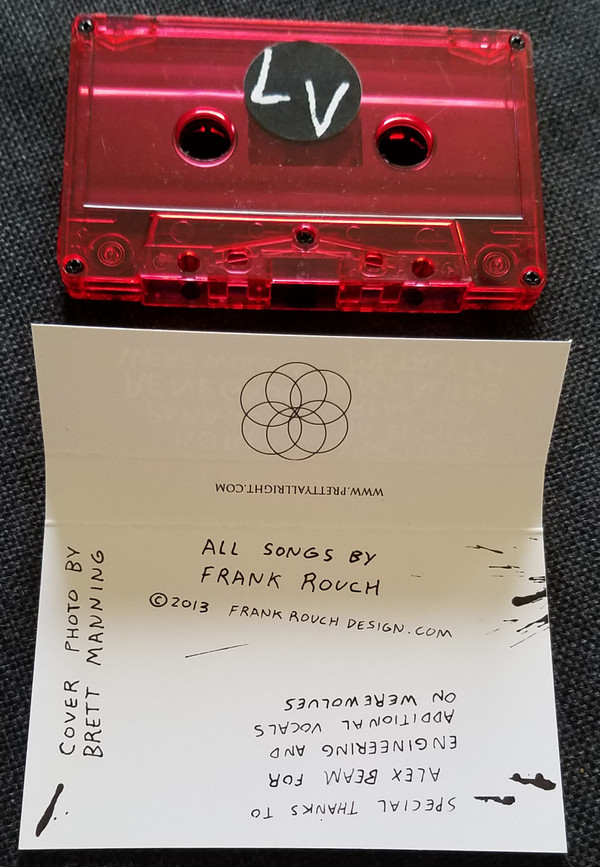 L V
WWW.PRETTYALLRIGHT.COM
ALL SONGS BY
FRANK ROUCH
©2013 FRANK ROUCH DESIGN.COM
COVER PHOTO BY
BRETT MANNING
SPECIAL THANKS TO
ALEX BEAM FOR
ENGINEERING AND
ADDITIONAL VOCALS
ON WEREWOLVES